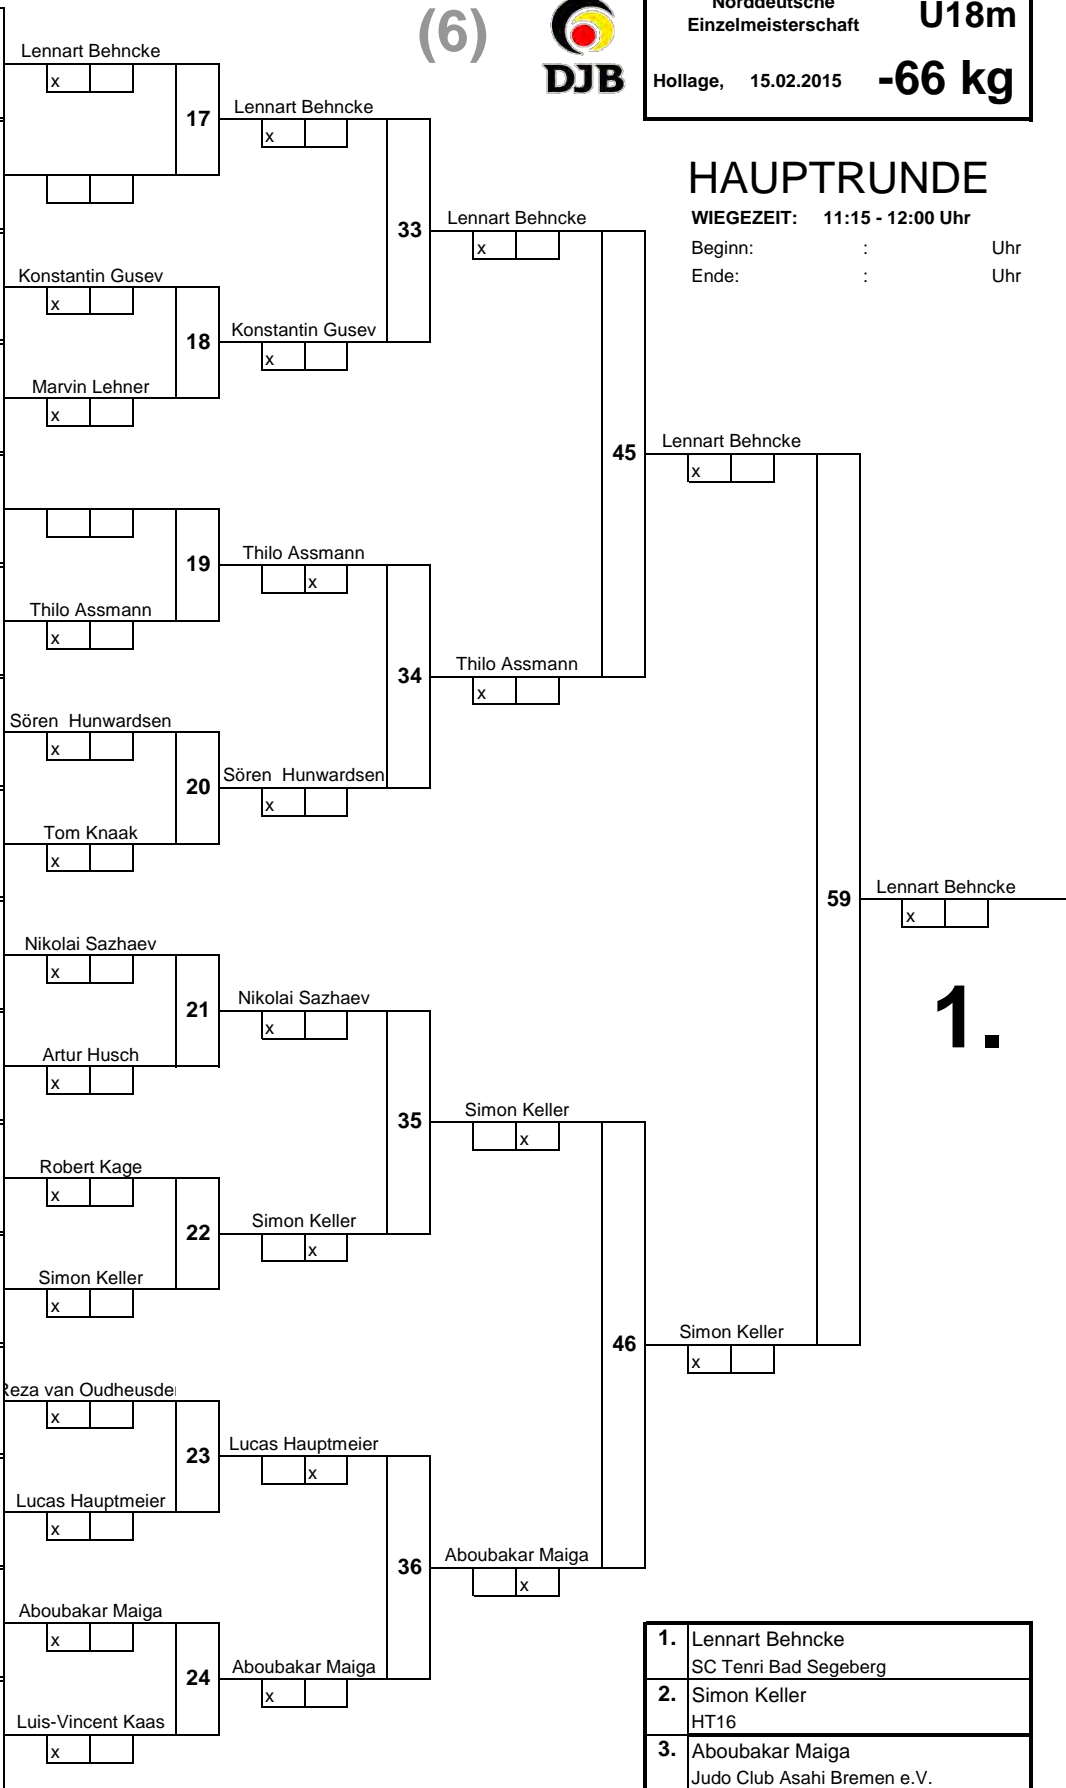 (6)
DJB
Norddeutsche
Einzelmeisterschaft
U18m
Hollage, 15.02.2015
-66 kg
HAUPTRUNDE
WIEGEZEIT: 11:15 - 12:00 Uhr
Beginn: : Uhr
Ende: : Uhr
Lennart Behncke
x
17
Lennart Behncke
x
33
Lennart Behncke
x
Konstantin Gusev
x
18
Konstantin Gusev
x
Marvin Lehner
x
45
Lennart Behncke
x
19
Thilo Assmann
x
Thilo Assmann
x
34
Thilo Assmann
x
Sören  Hunwardsen
x
20
Sören  Hunwardsen
x
Tom Knaak
x
59
Lennart Behncke
x
1.
Nikolai Sazhaev
x
21
Nikolai Sazhaev
x
Artur Husch
x
35
Simon Keller
x
Robert Kage
x
22
Simon Keller
x
Simon Keller
x
46
Simon Keller
x
Reza van Oudheusde
x
23
Lucas Hauptmeier
x
Lucas Hauptmeier
x
36
Aboubakar Maiga
x
Aboubakar Maiga
x
24
Aboubakar Maiga
x
Luis-Vincent Kaas
x
1. Lennart Behncke
SC Tenri Bad Segeberg
2. Simon Keller
HT16
3. Aboubakar Maiga
Judo Club Asahi Bremen e.V.